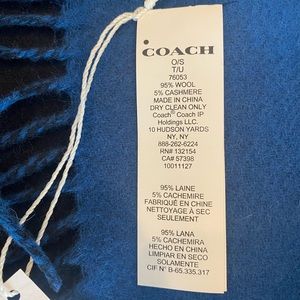 COACH
O/S
T/U
76053
95% WOOL
5% CASHMERE
MADE IN CHINA
DRY CLEAN ONLY
Coach® Coach IP
Holdings LLC.
10 HUDSON YARDS
NY, NY
888-262-6224
RN# 132154
CA# 57398
10011127
95% LAINE
5% CACHEMIRE
FABRIQUÉ EN CHINE
NETTOYAGE À SEC
SEULEMENT
95% LANA
5% CACHEMIRA
HECHO EN CHINA
LIMPIAR EN SECO
SOLAMENTE
CIF N° B-65.335.317